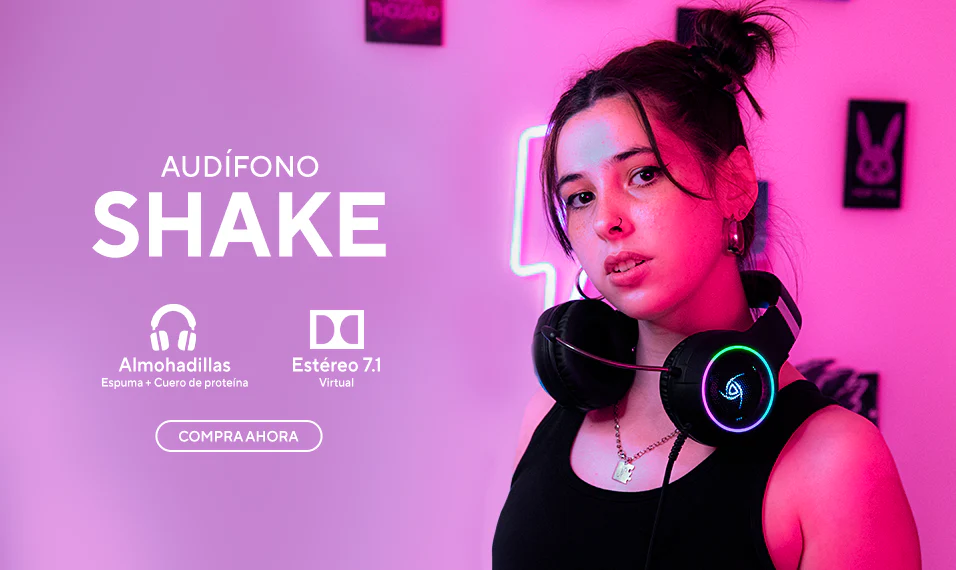 AUDÍFONO
SHAKE
Almohadillas
Espuma + Cuero de proteína
Estéreo 7.1
Virtual
COMPRA AHORA